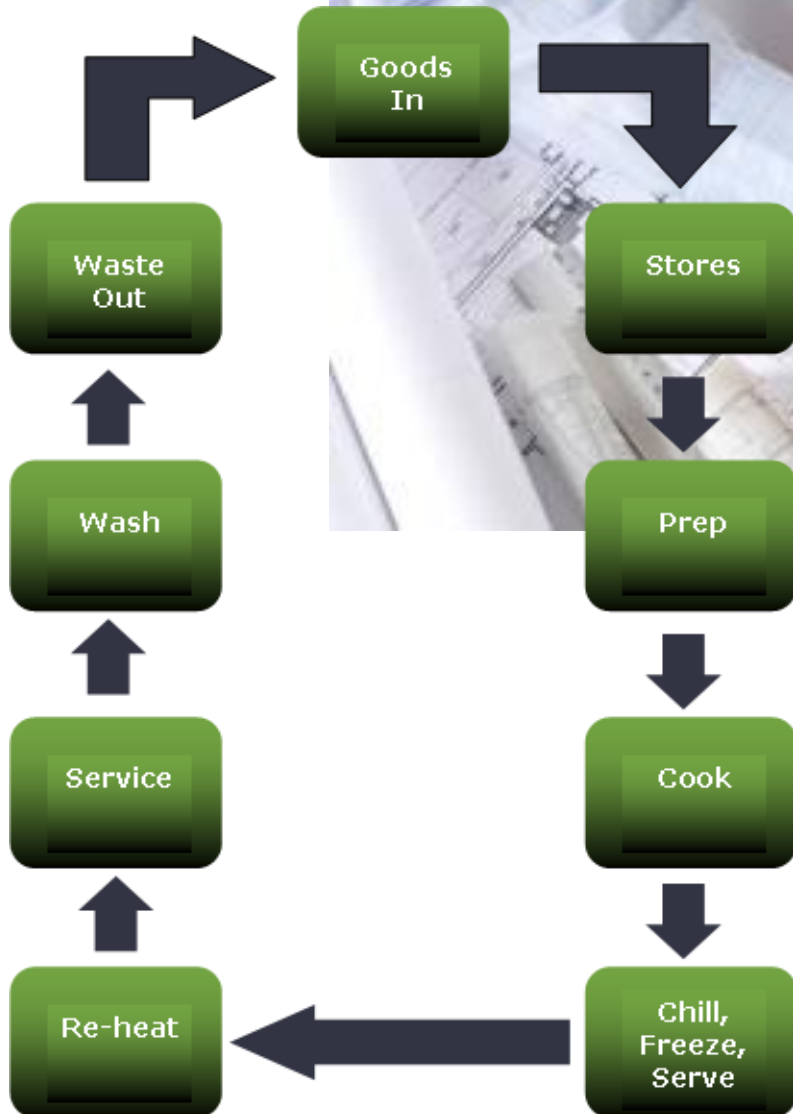 Goods
In
Stores
Prep
Cook
Chill,
Freeze,
Serve
Re-heat
Service
Wash
Waste
Out